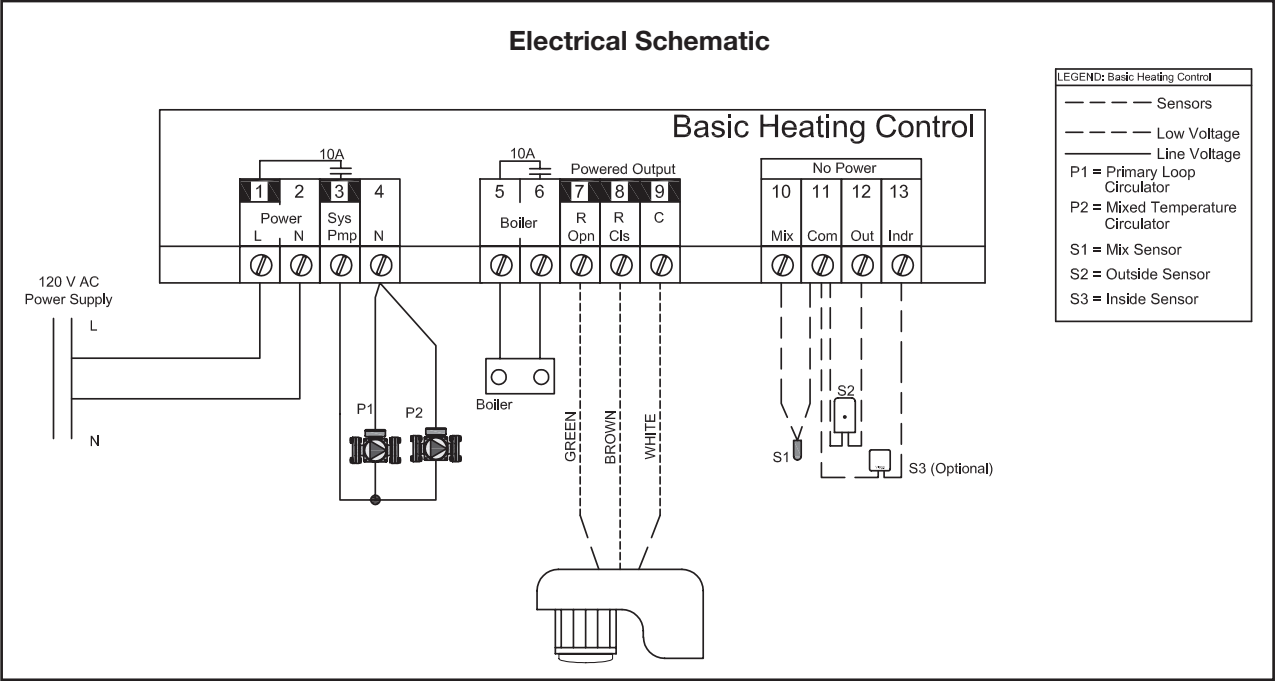 Electrical Schematic
LEGEND: Basic Heating Control
Sensors
Low Voltage
Line Voltage
P1 = Primary Loop
Circulator
P2 = Mixed Temperature
Circulator
S1 = Mix Sensor
S2 = Outside Sensor
S3 = Inside Sensor
Basic Heating Control
10A
10A
Powered Output
No Power
1 2 3 4
5 6 7 8 9
10 11 12 13
Power
L N
Sys
Pmp
N
Boiler
R
Opn
R
Cls
C
Mix Com Out Indr
120 V AC
Power Supply
L
N
P1
P2
Boiler
GREEN
BROWN
WHITE
S1
S2
S3 (Optional)